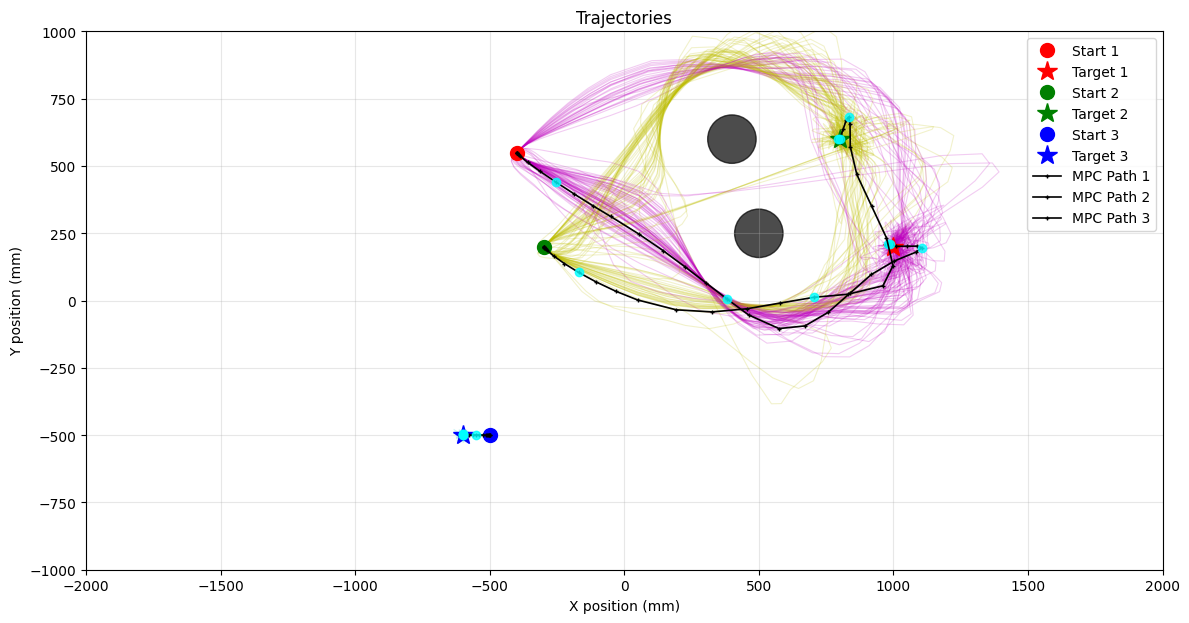 Trajectories
1000
750
500
250
0
−250
−500
−750
−1000
Y position (mm)
−2000
−1500
−1000
−500
0
500
1000
1500
2000
X position (mm)
Start 1
Target 1
Start 2
Target 2
Start 3
Target 3
MPC Path 1
MPC Path 2
MPC Path 3